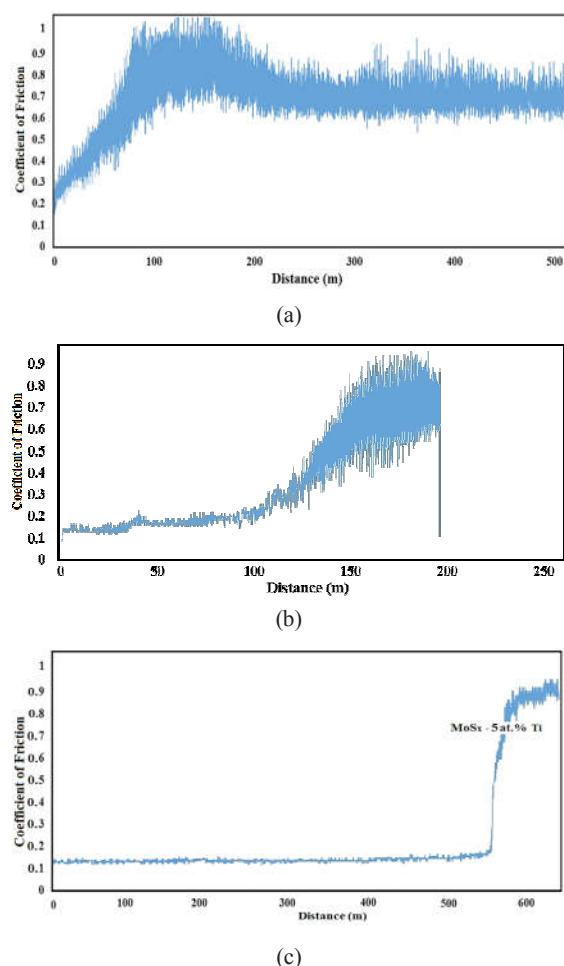 1
0.9
0.8
0.7
0.6
0.5
0.4
0.3
0.2
0.1
0
Coefficient of Friction
0 100 200 300 400 500
Distance (m)
(a)
0.9
0.8
0.7
0.6
0.5
0.4
0.3
0.2
0.1
0
Coefficient of Friction
0 50 100 150 200 250
Distance (m)
(b)
1
0.9
0.8
0.7
0.6
0.5
0.4
0.3
0.2
0.1
0
Coefficient of Friction
MoSx - 5at.% Ti
0 100 200 300 400 500 600
Distance (m)
(c)